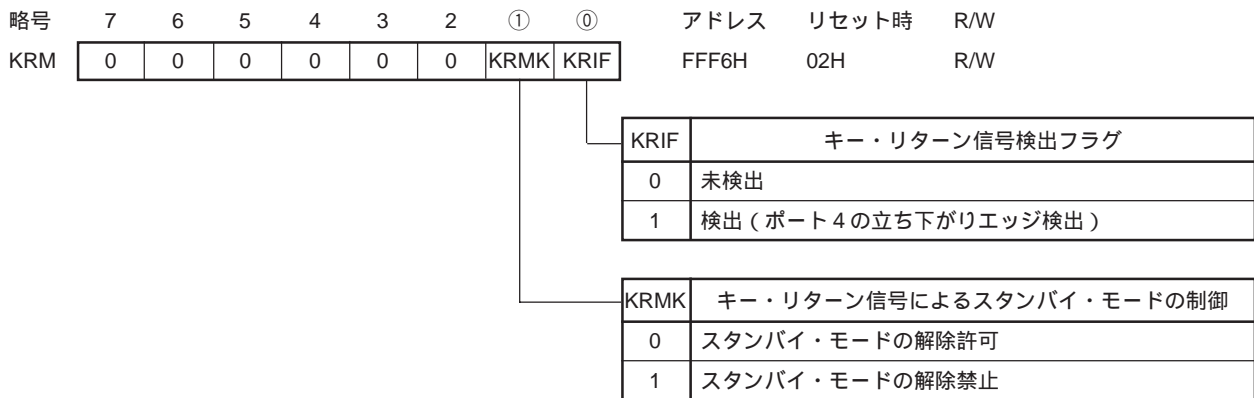 略号 7 6 5 4 3 2 ① ⓪ アドレス リセット時 R/W
KRM 0 0 0 0 0 0 KRMK KRIF FFF6H 02H R/W
KRIF キー・リターン信号検出フラグ
0 未検出
1 検出（ポート4の立ち下がりエッジ検出）
KRMK キー・リターン信号によるスタンバイ・モードの制御
0 スタンバイ・モードの解除許可
1 スタンバイ・モードの解除禁止